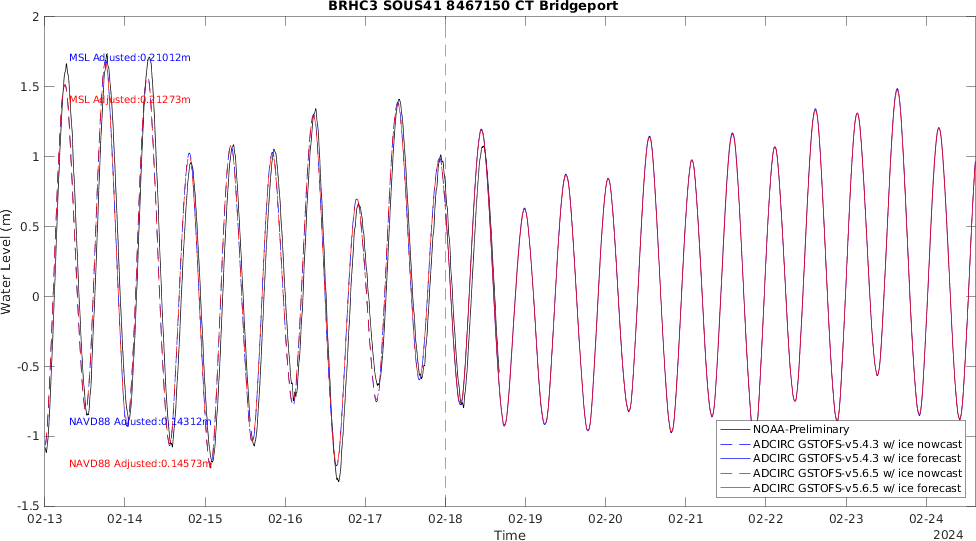 BRHC3 SOUS41 8467150 CT Bridgeport
2
MSL Adjusted:0.21012m
1.5
MSL Adjusted:0.21273m
1
0.5
Water Level (m)
0
-0.5
NAVD88 Adjusted:0.14312m
-1
NAVD88 Adjusted:0.14573m
-1.5
NOAA-Preliminary
ADCIRC GSTOFS-v5.4.3 w/ ice nowcast
ADCIRC GSTOFS-v5.4.3 w/ ice forecast
ADCIRC GSTOFS-v5.6.5 w/ ice nowcast
ADCIRC GSTOFS-v5.6.5 w/ ice forecast
02-13 02-14 02-15 02-16 02-17 02-18 02-19 02-20 02-21 02-22 02-23 02-24
Time
2024